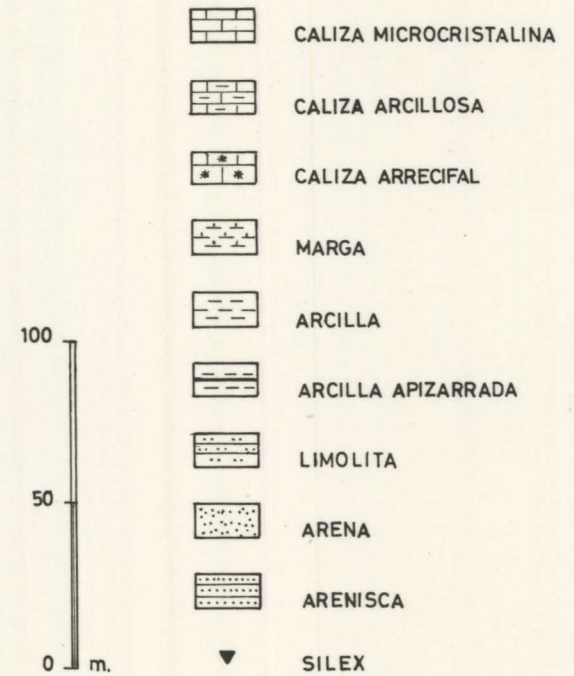 CALIZA MICROCRISTALINA
CALIZA ARCILLOSA
CALIZA ARRECIFAL
MARGA
ARCILLA
ARCILLA APIZARRADA
LIMOLITA
ARENA
ARENISCA
SILEX
100
50
0 m.